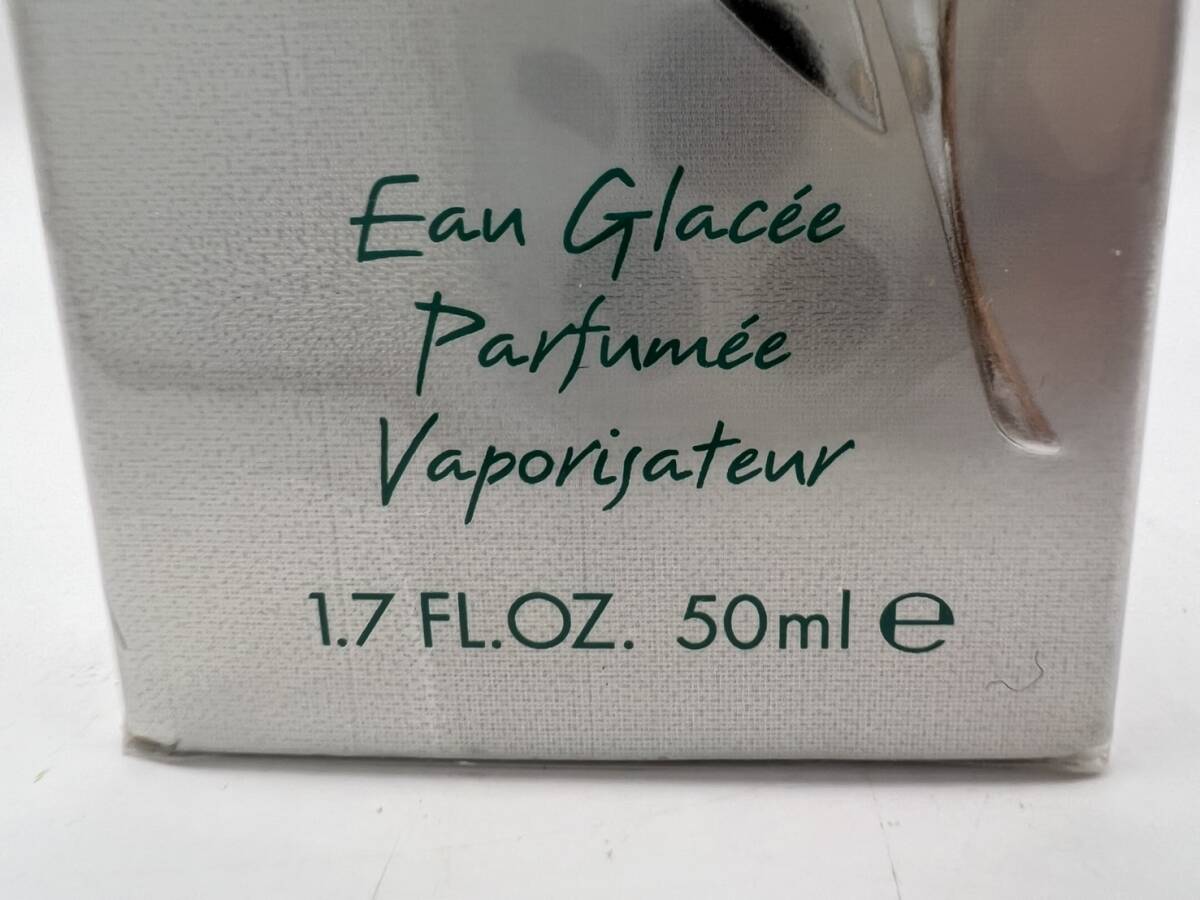 Eau Glacée
Parfumée
Vaporisateur
1.7 FL.OZ. 50ml ℮